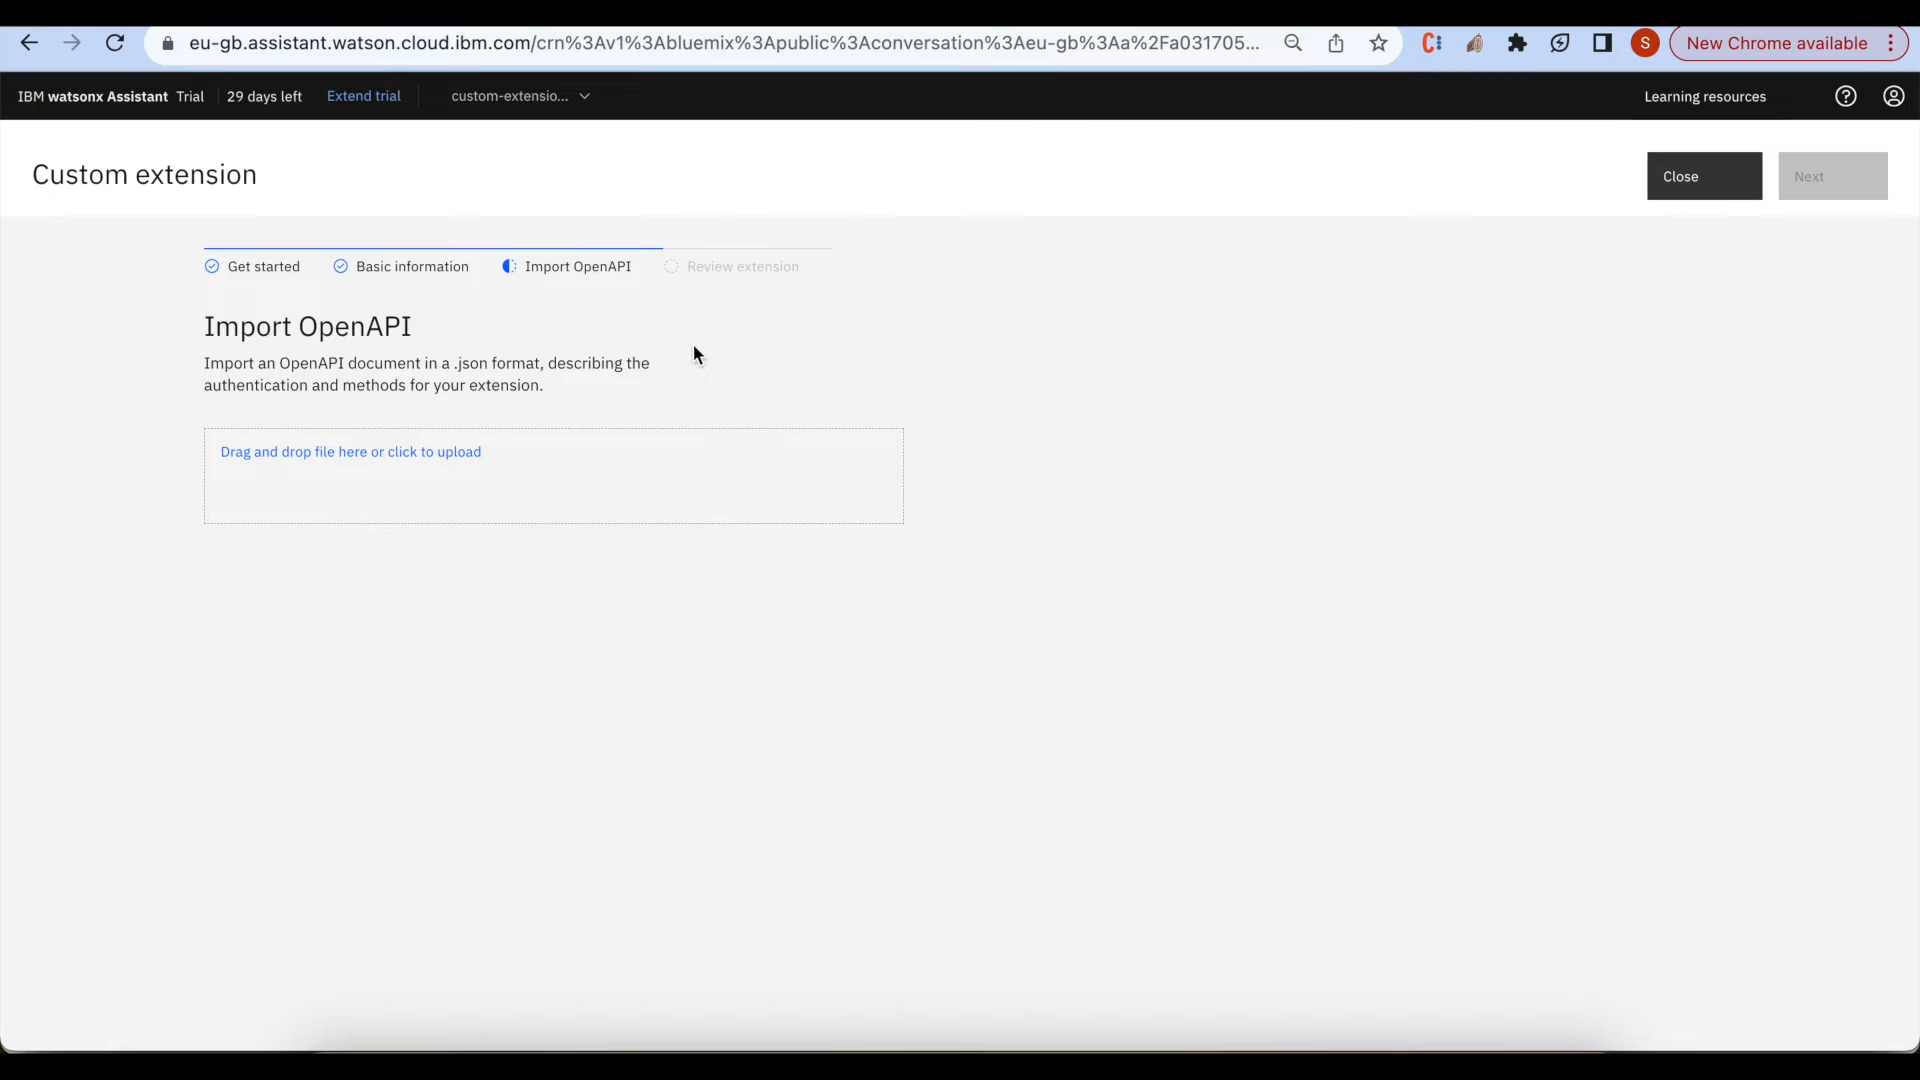 eu-gb.assistant.watson.cloud.ibm.com/crn%3Av1%3Abluemix%3Apublic%3Aconversation%3Aeu-gb%3Aa%2Fa031705...
S
New Chrome available
IBM watsonx Assistant Trial 29 days left Extend trial custom-extensio... Learning resources
Custom extension
Close Next
Get started Basic information Import OpenAPI Review extension
Import OpenAPI
Import an OpenAPI document in a .json format, describing the
authentication and methods for your extension.
Drag and drop file here or click to upload